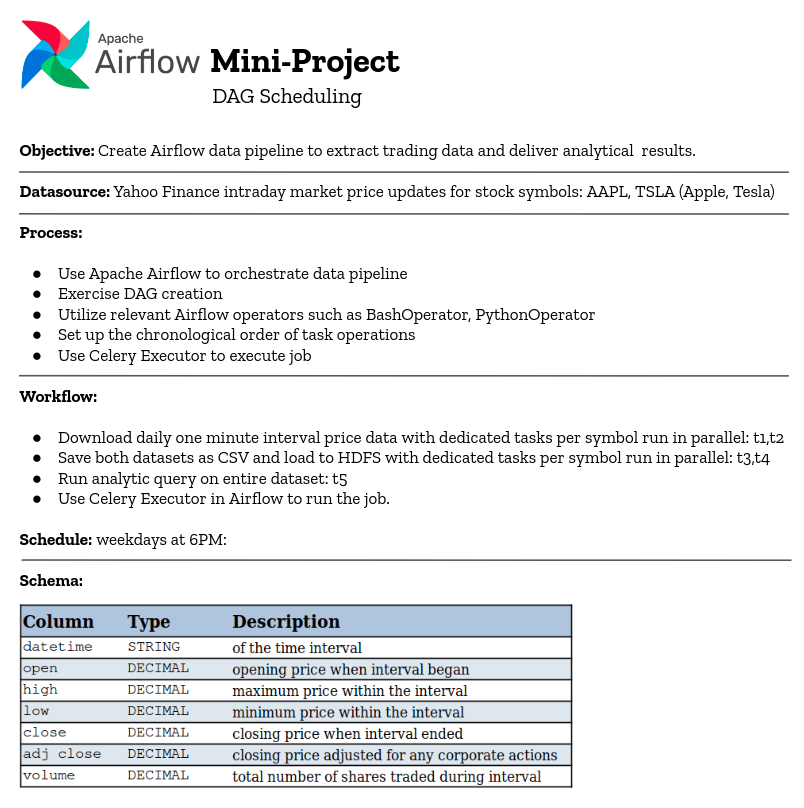 Apache
Airflow Mini-Project
DAG Scheduling
Objective: Create Airflow data pipeline to extract trading data and deliver analytical  results.
Datasource: Yahoo Finance intraday market price updates for stock symbols: AAPL, TSLA (Apple, Tesla)
Process:
● Use Apache Airflow to orchestrate data pipeline
● Exercise DAG creation
● Utilize relevant Airflow operators such as BashOperator, PythonOperator
● Set up the chronological order of task operations
● Use Celery Executor to execute job
Workflow:
● Download daily one minute interval price data with dedicated tasks per symbol run in parallel: t1,t2
● Save both datasets as CSV and load to HDFS with dedicated tasks per symbol run in parallel: t3,t4
● Run analytic query on entire dataset: t5
● Use Celery Executor in Airflow to run the job.
Schedule: weekdays at 6PM:
Schema:
Column Type Description
datetime STRING of the time interval
open DECIMAL opening price when interval began
high DECIMAL maximum price within the interval
low DECIMAL minimum price within the interval
close DECIMAL closing price when interval ended
adj close DECIMAL closing price adjusted for any corporate actions
volume DECIMAL total number of shares traded during interval